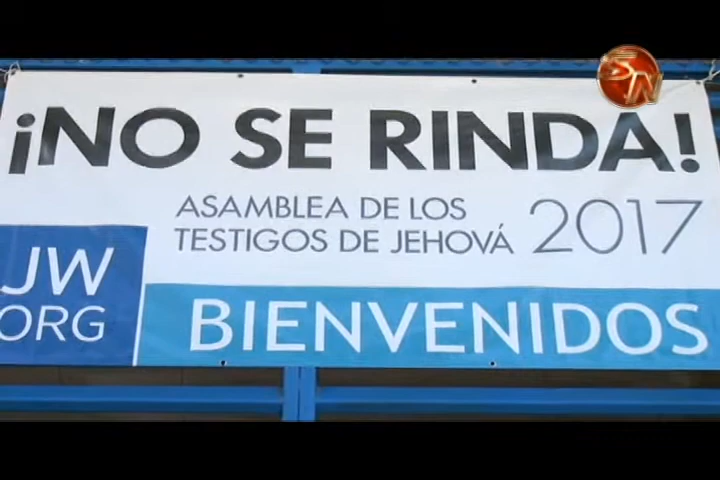 ¡NO SE RINDA!
ASAMBLEA DE LOS
TESTIGOS DE JEHOVÁ 2017
JW
.ORG
BIENVENIDOS